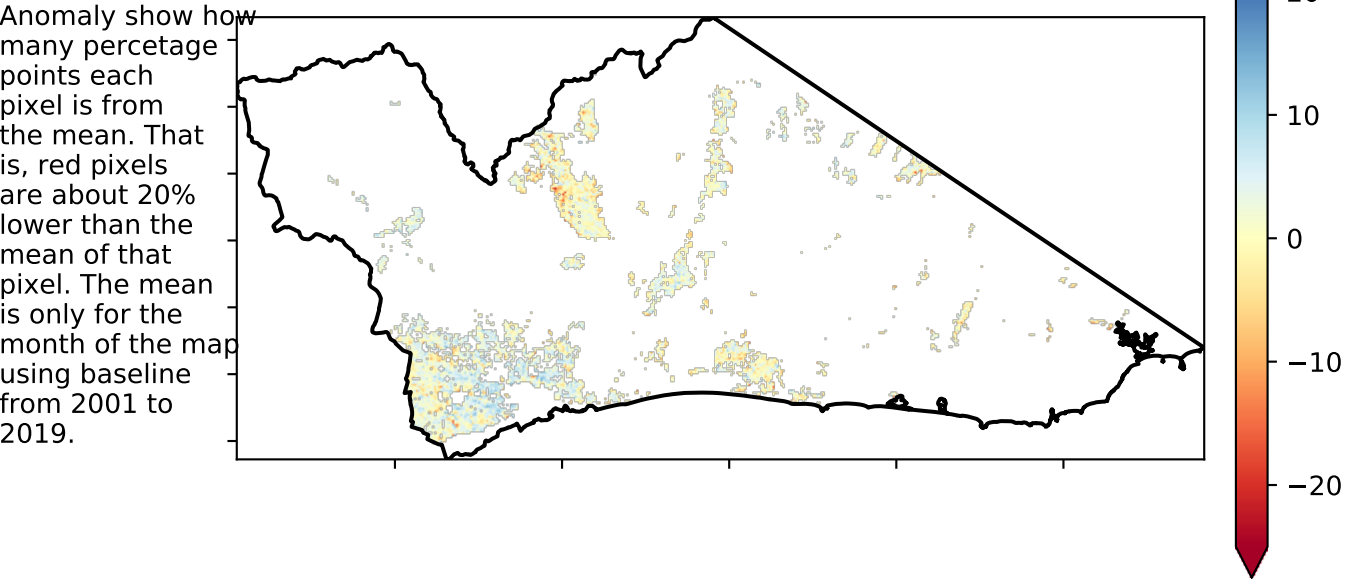 Anomaly show how
many percetage
points each
pixel is from
the mean. That
is, red pixels
are about 20%
lower than the
mean of that
pixel. The mean
is only for the
month of the map
using baseline
from 2001 to
2019.
10
0
−10
−20